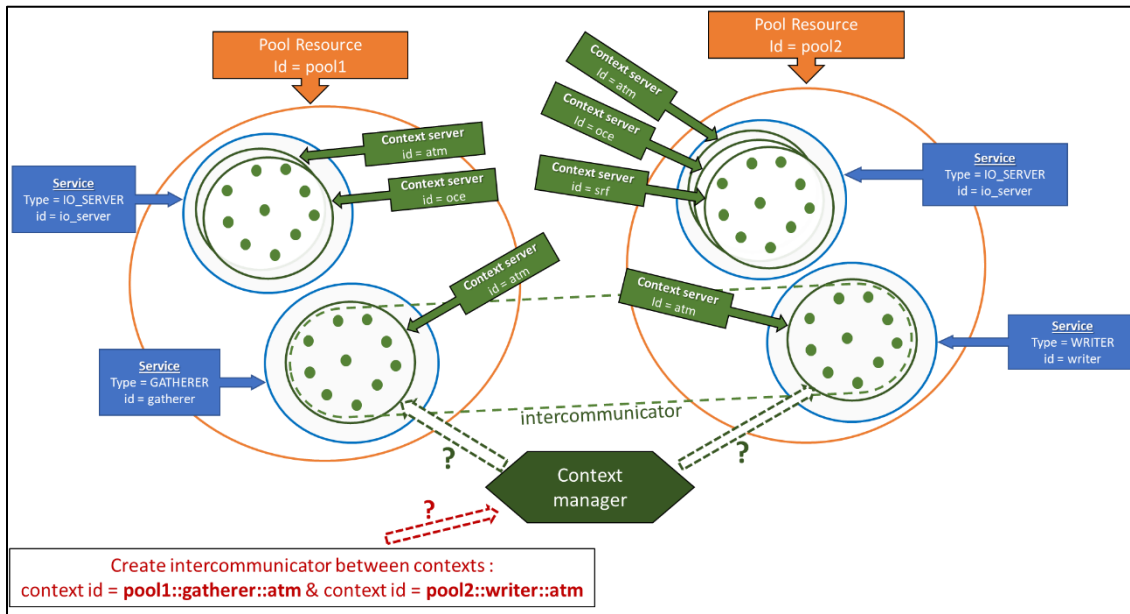 Pool Resource
Id = pool1
Pool Resource
Id = pool2
Context server
id = atm
Context server
id = oce
Context server
Id = atm
Context server
Id = oce
Context server
id = srf
Service
Type = IO_SERVER
id = io_server
Service
Type = IO_SERVER
id = io_server
Context server
id = atm
Context server
Id = atm
Service
Type = GATHERER
id = gatherer
Service
Type = WRITER
id = writer
intercommunicator
?
?
Context
manager
?
Create intercommunicator between contexts :
context id = pool1::gatherer::atm & context id = pool2::writer::atm